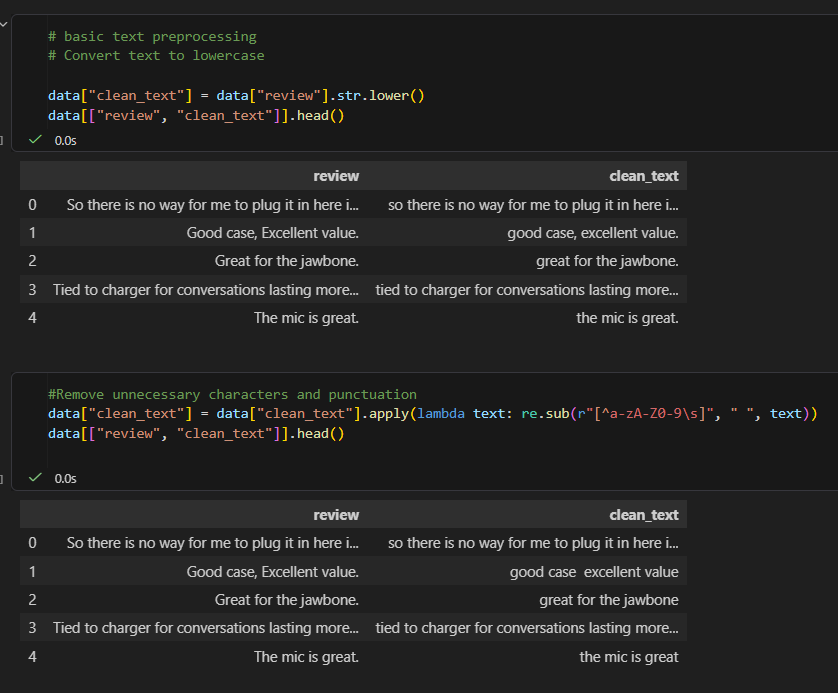 # basic text preprocessing
# Convert text to lowercase
data["clean_text"] = data["review"].str.lower()
data[["review", "clean_text"]].head()
] ✓ 0.0s
review clean_text
0 So there is no way for me to plug it in here i... so there is no way for me to plug it in here i...
1 Good case, Excellent value. good case, excellent value.
2 Great for the jawbone. great for the jawbone.
3 Tied to charger for conversations lasting more... tied to charger for conversations lasting more...
4 The mic is great. the mic is great.
#Remove unnecessary characters and punctuation
data["clean_text"] = data["clean_text"].apply(lambda text: re.sub(r"[^a-zA-Z0-9\s]", " ", text))
data[["review", "clean_text"]].head()
] ✓ 0.0s
review clean_text
0 So there is no way for me to plug it in here i... so there is no way for me to plug it in here i...
1 Good case, Excellent value. good case  excellent value
2 Great for the jawbone. great for the jawbone
3 Tied to charger for conversations lasting more... tied to charger for conversations lasting more...
4 The mic is great. the mic is great